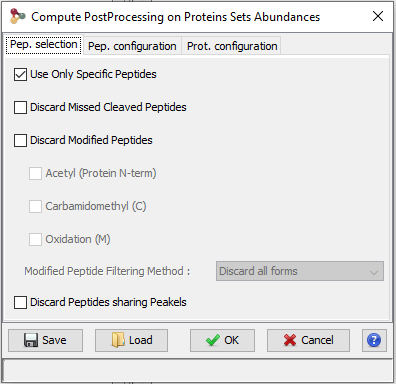 Compute PostProcessing on Proteins Sets Abundances
Pep. selection Pep. configuration Prot. configuration
Use Only Specific Peptides
Discard Missed Cleaved Peptides
Discard Modified Peptides
Acetyl (Protein N-term)
Carbamidomethyl (C)
Oxidation (M)
Modified Peptide Filtering Method : Discard all forms
Discard Peptides sharing Peakels
Save Load OK Cancel ?